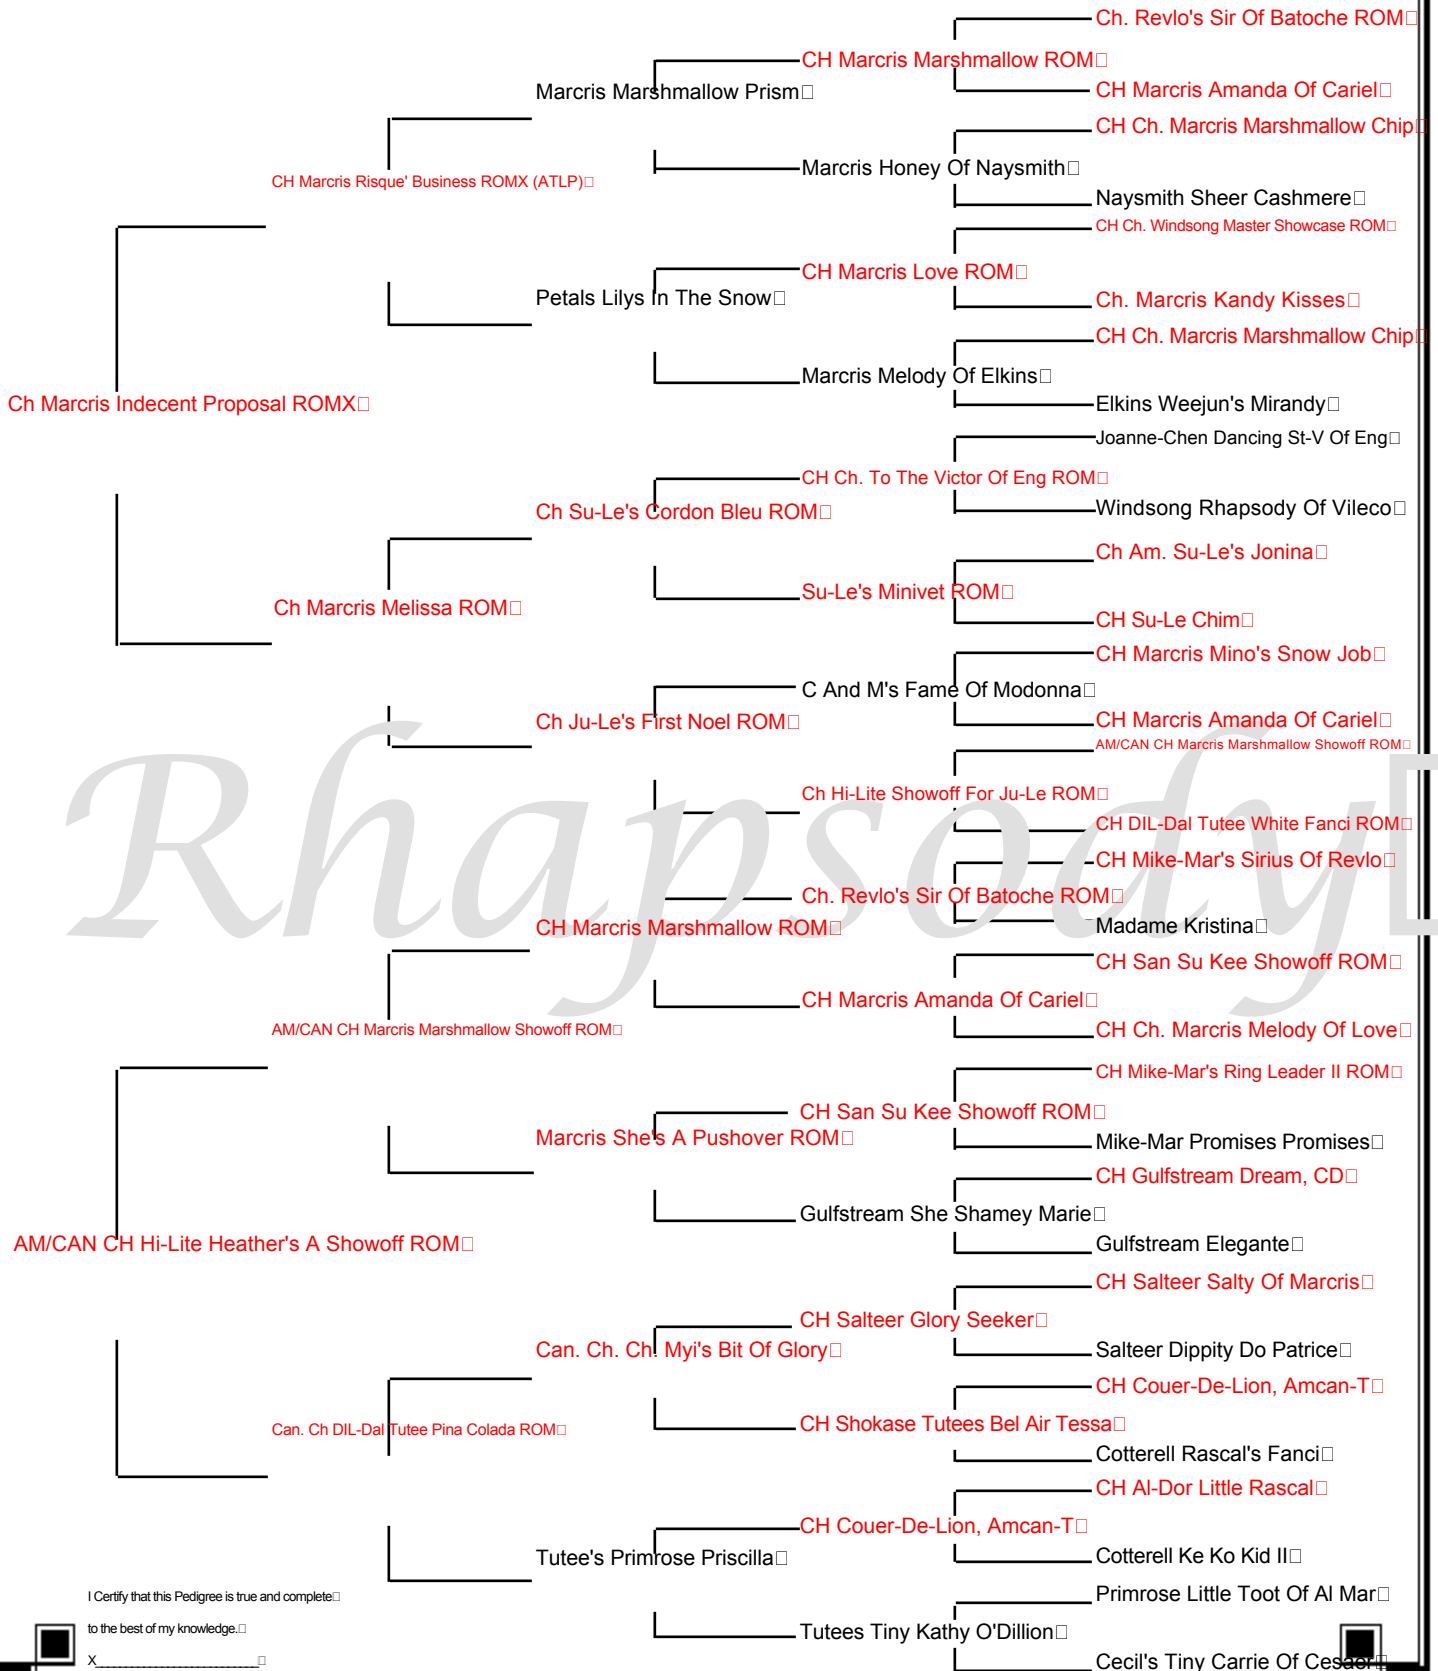 Ch. Revlo's Sir Of Batoche ROM
CH Marcris Marshmallow ROM
Marcris Marshmallow Prism
CH Marcris Amanda Of Cariel
CH Ch. Marcris Marshmallow Chip
Marcris Honey Of Naysmith
CH Marcris Risque' Business ROMX (ATLP)
Naysmith Sheer Cashmere
CH Ch. Windsong Master Showcase ROM
CH Marcris Love ROM
Petals Lilys In The Snow
Ch. Marcris Kandy Kisses
CH Ch. Marcris Marshmallow Chip
Marcris Melody Of Elkins
Ch Marcris Indecent Proposal ROMX
Elkins Weejun's Mirandy
Joanne-Chen Dancing St-V Of Eng
CH Ch. To The Victor Of Eng ROM
Ch Su-Le's Cordon Bleu ROM
Windsong Rhapsody Of Vileco
Ch Am. Su-Le's Jonina
Su-Le's Minivet ROM
Ch Marcris Melissa ROM
CH Su-Le Chim
CH Marcris Mino's Snow Job
C And M's Fame Of Modonna
Ch Ju-Le's First Noel ROM
CH Marcris Amanda Of Cariel
AM/CAN CH Marcris Marshmallow Showoff ROM
Ch Hi-Lite Showoff For Ju-Le ROM
CH DIL-Dal Tutee White Fanci ROM
Rhapsody
CH Mike-Mar's Sirius Of Revlo
Ch. Revlo's Sir Of Batoche ROM
CH Marcris Marshmallow ROM
Madame Kristina
CH San Su Kee Showoff ROM
CH Marcris Amanda Of Cariel
AM/CAN CH Marcris Marshmallow Showoff ROM
CH Ch. Marcris Melody Of Love
CH Mike-Mar's Ring Leader II ROM
CH San Su Kee Showoff ROM
Marcris She's A Pushover ROM
Mike-Mar Promises Promises
CH Gulfstream Dream, CD
Gulfstream She Shamey Marie
AM/CAN CH Hi-Lite Heather's A Showoff ROM
Gulfstream Elegante
CH Salteer Salty Of Marcris
CH Salteer Glory Seeker
Can. Ch. Ch. Myi's Bit Of Glory
Salteer Dippity Do Patrice
CH Couer-De-Lion, Amcan-T
CH Shokase Tutees Bel Air Tessa
Can. Ch DIL-Dal Tutee Pina Colada ROM
Cotterell Rascal's Fanci
CH Al-Dor Little Rascal
CH Couer-De-Lion, Amcan-T
Tutee's Primrose Priscilla
Cotterell Ke Ko Kid II
Primrose Little Toot Of Al Mar
Tutees Tiny Kathy O'Dillion
Cecil's Tiny Carrie Of Cesaer
I Certify that this Pedigree is true and complete
to the best of my knowledge.
X___________________________